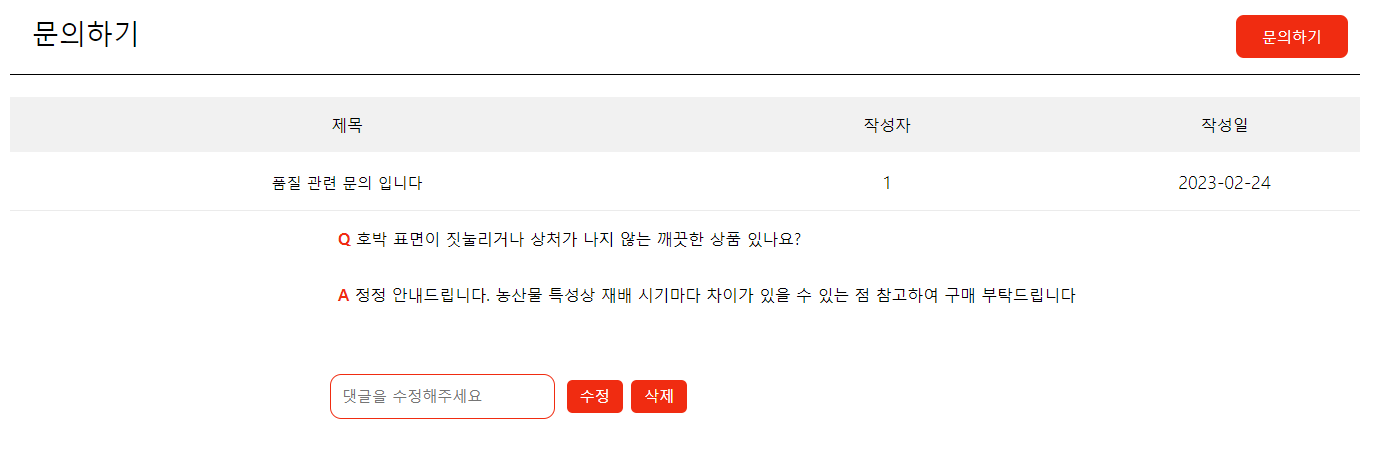 문의하기 문의하기
제목 작성자 작성일
품질 관련 문의 입니다 1 2023-02-24
Q 호박 표면이 짓눌리거나 상처가 나지 않는 깨끗한 상품 있나요?
A 정정 안내드립니다. 농산물 특성상 재배 시기마다 차이가 있을 수 있는 점 참고하여 구매 부탁드립니다
댓글을 수정해주세요 수정 삭제